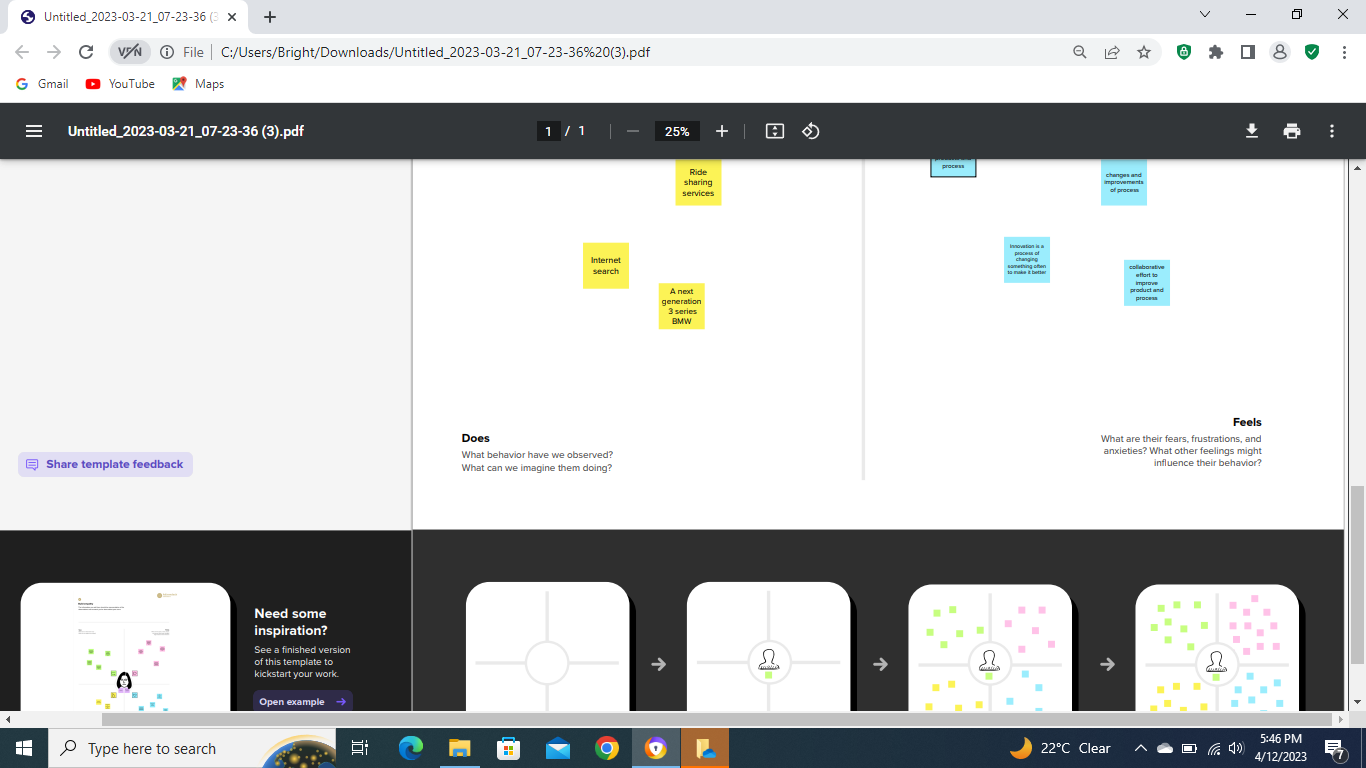 Untitled_2023-03-21_07-23-36 (3
VPN
File
C:/Users/Bright/Downloads/Untitled_2023-03-21_07-23-36%20(3).pdf
Gmail
YouTube
Maps
Untitled_2023-03-21_07-23-36 (3).pdf
1 / 1
25%
process
Ride
sharing
services
changes and
improvements
of process
Internet
search
Innovation is a
process of
changing
something often
to make it better
collaborative
effort to
improve
product and
process
A next
generation
3 series
BMW
Does
What behavior have we observed?
What can we imagine them doing?
Feels
What are their fears, frustrations, and
anxieties? What other feelings might
influence their behavior?
Share template feedback
Need some
inspiration?
See a finished version
of this template to
kickstart your work.
Open example
Type here to search
22°C Clear
5:46 PM
4/12/2023
7